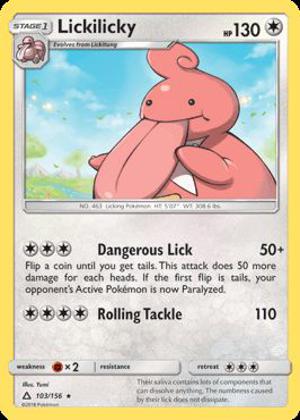 STAGE 1 Lickilicky HP 130
Evolves from Lickitung
NO. 463 Licking Pokémon HT: 5'07" WT: 308.6 lbs.
Dangerous Lick 50+
Flip a coin until you get tails. This attack does 50 more
damage for each heads. If the first flip is tails, your
opponent's Active Pokémon is now Paralyzed.
Rolling Tackle 110
weakness ×2 resistance retreat
Illus. Yumi
103/156 ★
©2018 Pokémon
Their saliva contains lots of components that
can dissolve anything. The numbness caused
by their lick does not dissipate.